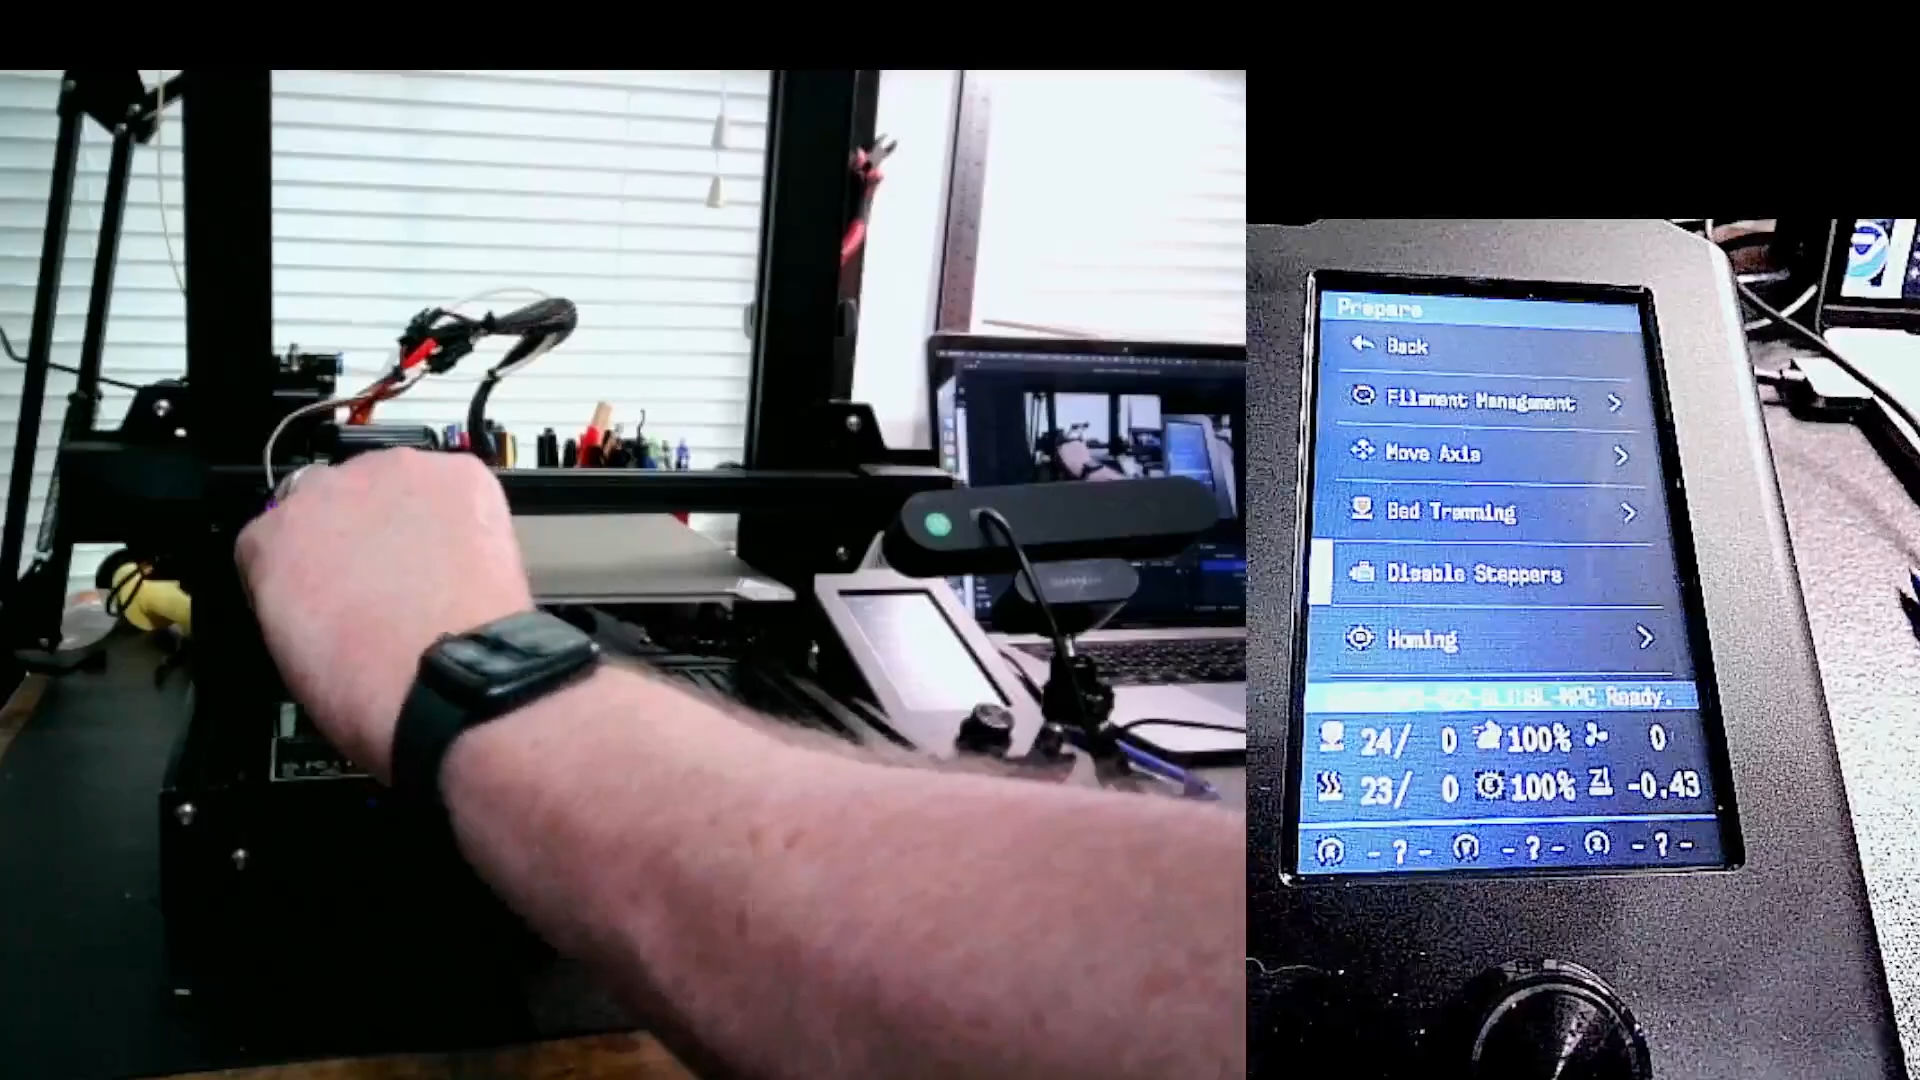 Prepare
Back
Filament Management
Move Axis
Bed Tramming
Disable Steppers
Homing
Ready.
24/ 0 100% 0
23/ 0 100% -0.43
-?- -?- -?-